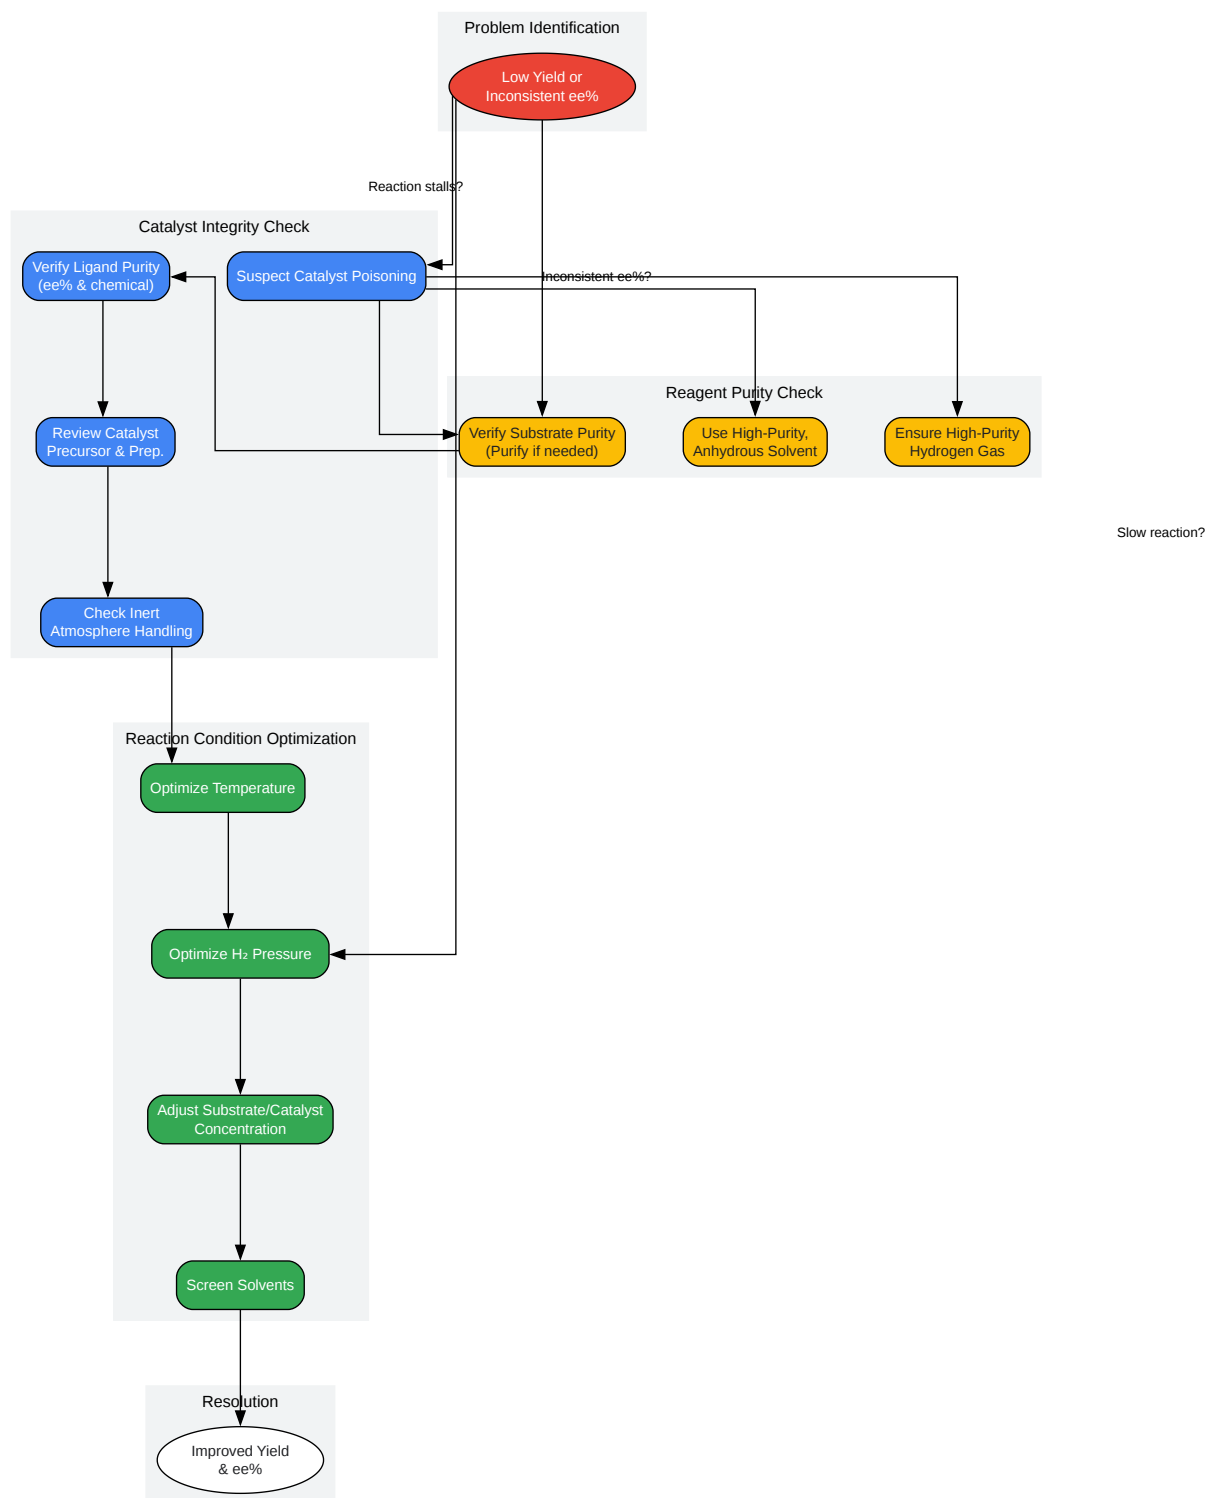 Problem Identification
Low Yield or
Inconsistent ee%
Reaction stalls?
Catalyst Integrity Check
Verify Ligand Purity
(ee% & chemical)
Suspect Catalyst Poisoning
Inconsistent ee%?
Reagent Purity Check
Review Catalyst
Precursor & Prep.
Verify Substrate Purity
(Purify if needed)
Use High-Purity,
Anhydrous Solvent
Ensure High-Purity
Hydrogen Gas
Slow reaction?
Check Inert
Atmosphere Handling
Reaction Condition Optimization
Optimize Temperature
Optimize H₂ Pressure
Adjust Substrate/Catalyst
Concentration
Screen Solvents
Resolution
Improved Yield
& ee%